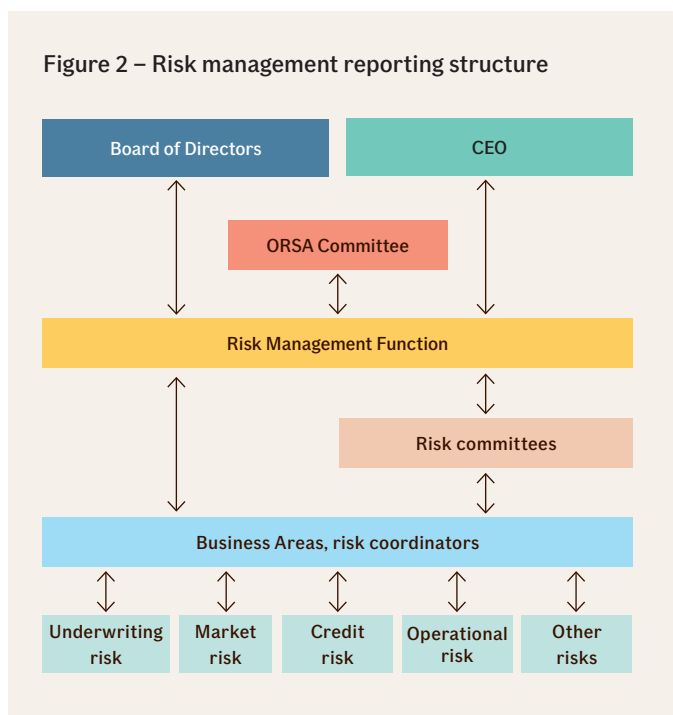 Figure 2 – Risk management reporting structure
Board of Directors
CEO
ORSA Committee
Risk Management Function
Risk committees
Business Areas, risk coordinators
Underwriting
risk
Market
risk
Credit
risk
Operational
risk
Other
risks